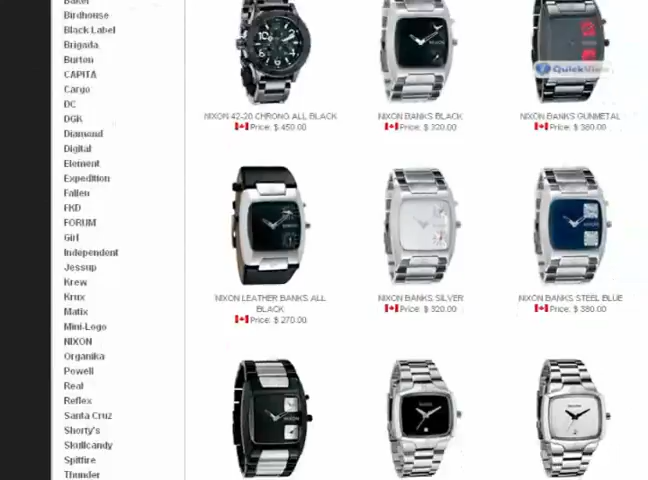 Baker
Birdhouse
Black Label
Brigada
Burton
CAPITA
Cargo
DC
DGK
Diamond
Digital
Element
Expedition
Fallen
FKD
FORUM
Girl
Independent
Jessup
Krew
Krux
Matix
Mini-Logo
NIXON
Organika
Powell
Real
Reflex
Santa Cruz
Shorty's
Skullcandy
Spitfire
Thunder
QuickView
NIXON 42-20 CHRONO ALL BLACK
Price: $ 450.00
NIXON BANKS BLACK
Price: $ 320.00
NIXON BANKS GUNMETAL
Price: $ 380.00
NIXON LEATHER BANKS ALL
BLACK
Price: $ 270.00
NIXON BANKS SILVER
Price: $ 320.00
NIXON BANKS STEEL BLUE
Price: $ 380.00